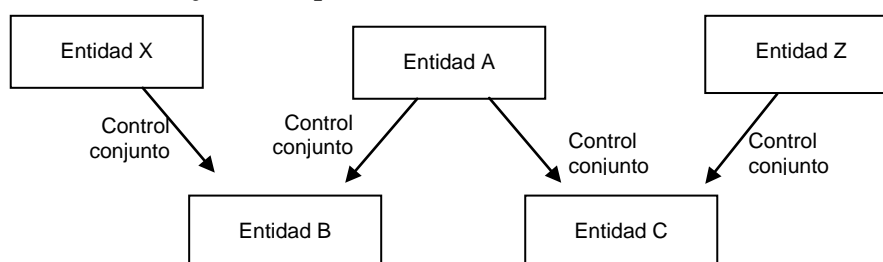 Entidad X
Entidad A
Entidad Z
Control
conjunto
Control
conjunto
Control
conjunto
Control
conjunto
Entidad B
Entidad C